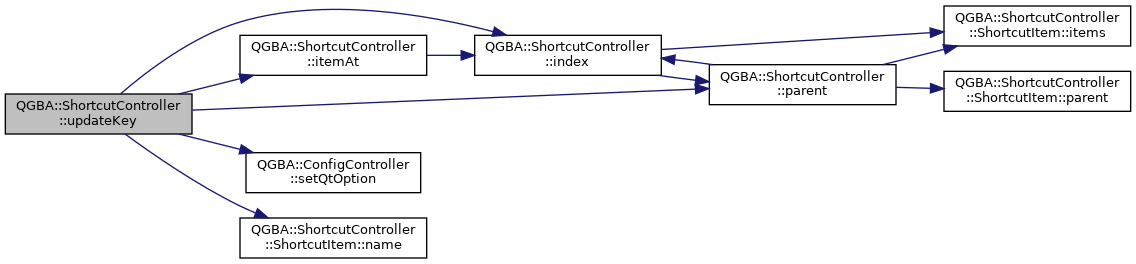 QGBA::ShortcutController
::updateKey
QGBA::ShortcutController
::itemAt
QGBA::ConfigController
::setQtOption
QGBA::ShortcutController
::ShortcutItem::name
QGBA::ShortcutController
::index
QGBA::ShortcutController
::parent
QGBA::ShortcutController
::ShortcutItem::items
QGBA::ShortcutController
::ShortcutItem::parent